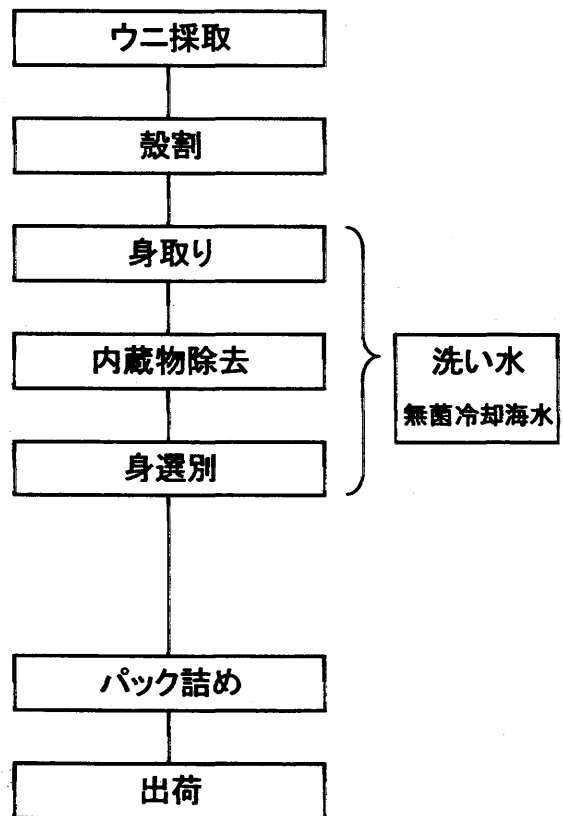 ウニ採取
殻割
身取り
内蔵物除去
身選別
洗い水
無菌冷却海水
パック詰め
出荷